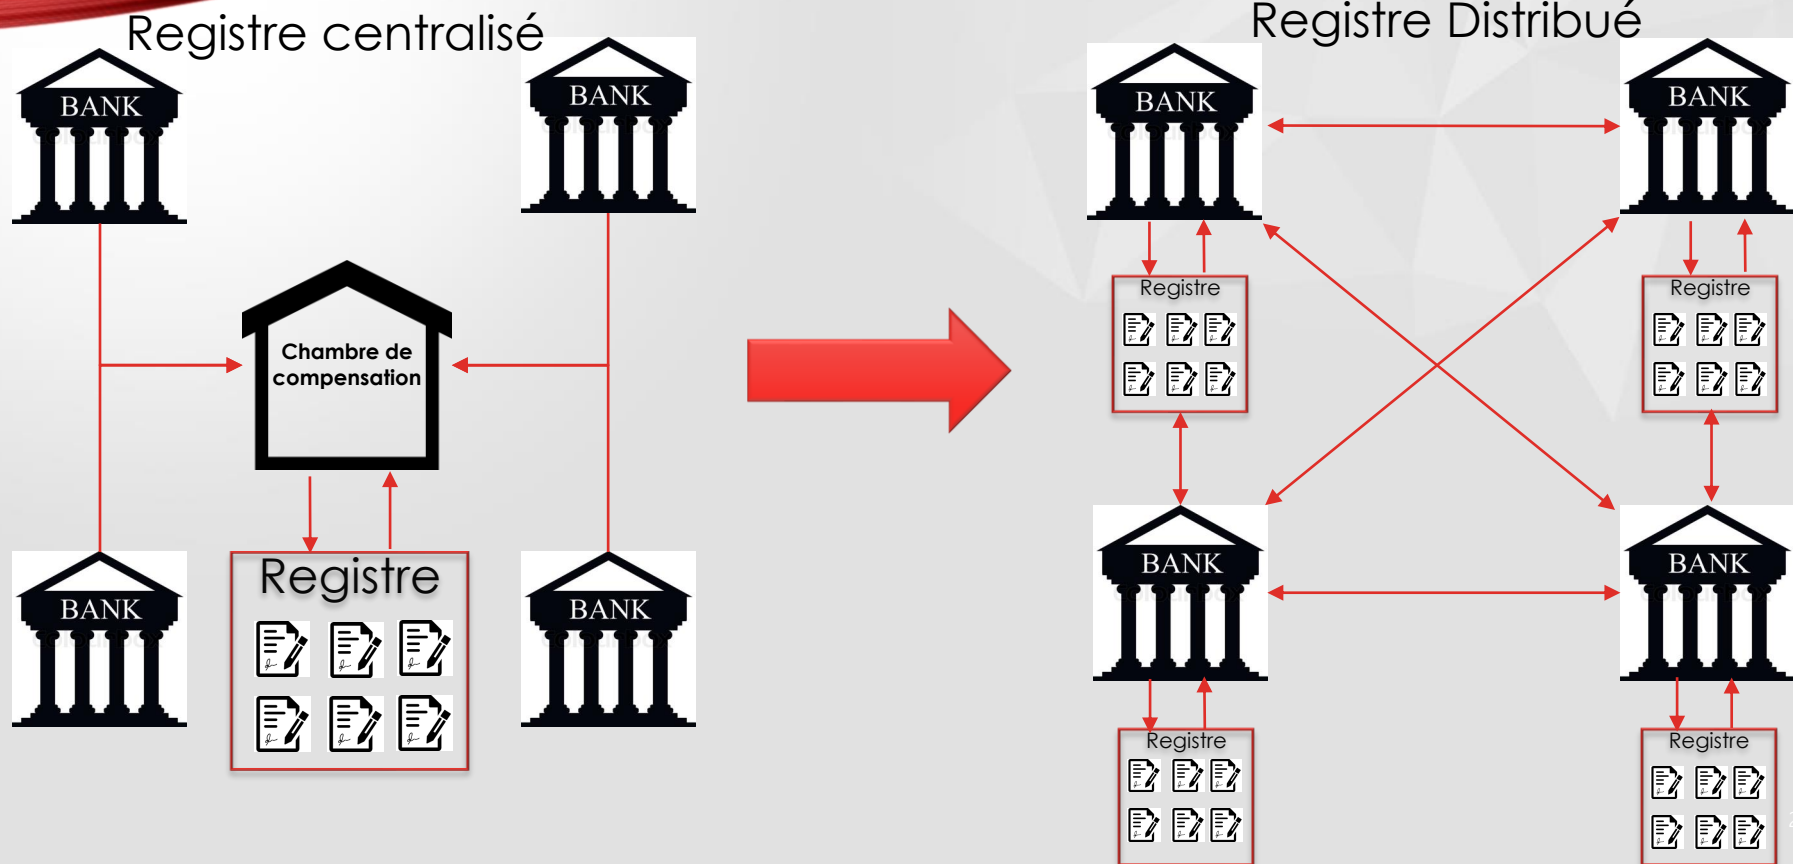 Registre centralisé
BANK
BANK
Chambre de
compensation
BANK
Registre
BANK
Registre Distribué
BANK
BANK
Registre
Registre
BANK
BANK
Registre
Registre